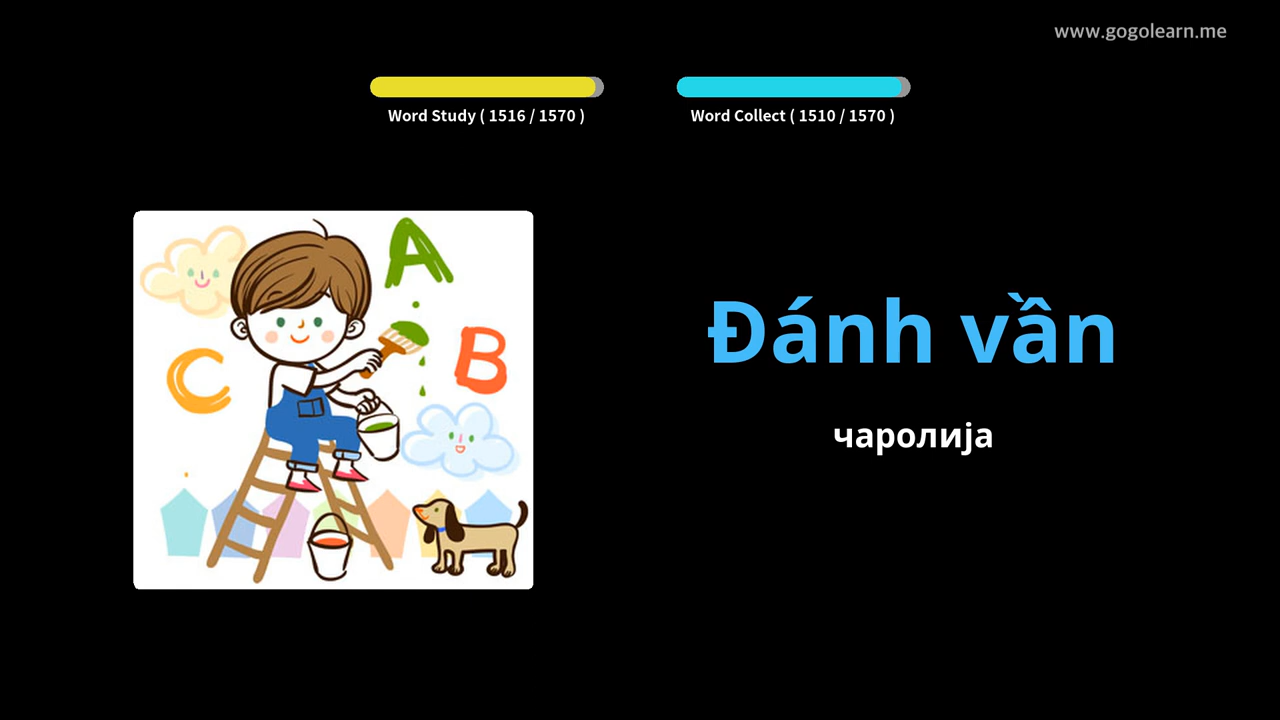 www.gogolearn.me
Word Study ( 1516 / 1570 )
Word Collect ( 1510 / 1570 )
A
B
C
Đánh vần
чаролија